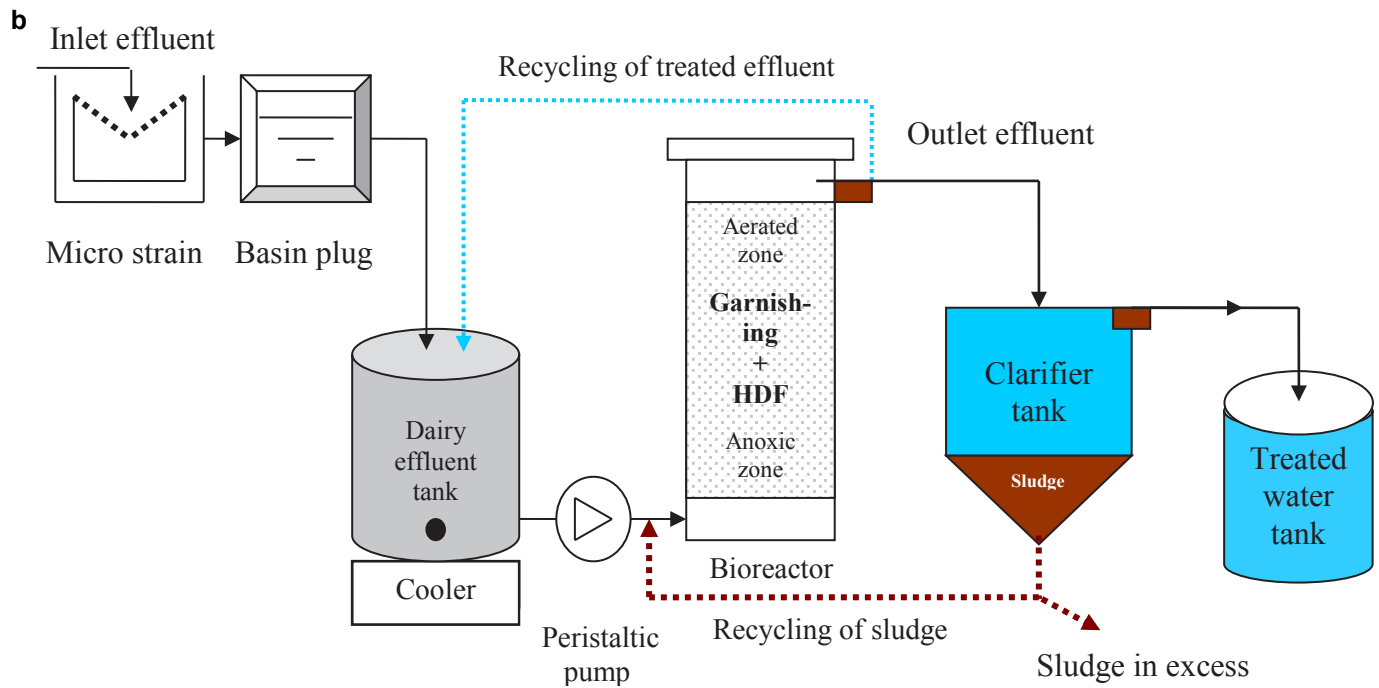 b
Inlet effluent
Recycling of treated effluent
Outlet effluent
Micro strain
Basin plug
Aerated
zone
Garnish-
ing
+
HDF
Anoxic
zone
Dairy
effluent
tank
Cooler
Peristaltic
pump
Bioreactor
Clarifier
tank
Sludge
Treated
water
tank
Recycling of sludge
Sludge in excess